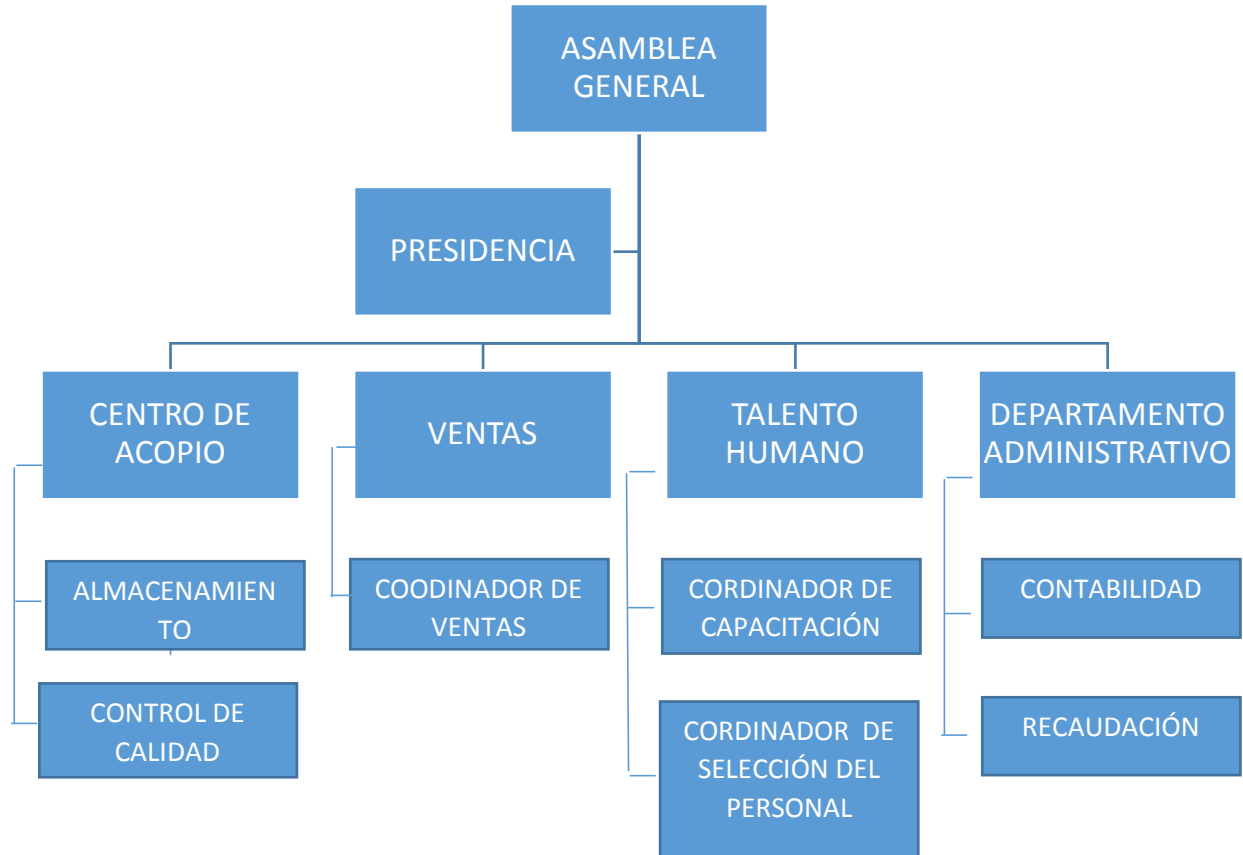 ASAMBLEA
GENERAL
PRESIDENCIA
CENTRO DE
ACOPIO
VENTAS
TALENTO
HUMANO
DEPARTAMENTO
ADMINISTRATIVO
ALMACENAMIEN
TO
COODINADOR DE
VENTAS
CORDINADOR DE
CAPACITACIÓN
CONTABILIDAD
CONTROL DE
CALIDAD
CORDINADOR DE
SELECCIÓN DEL
PERSONAL
RECAUDACIÓN